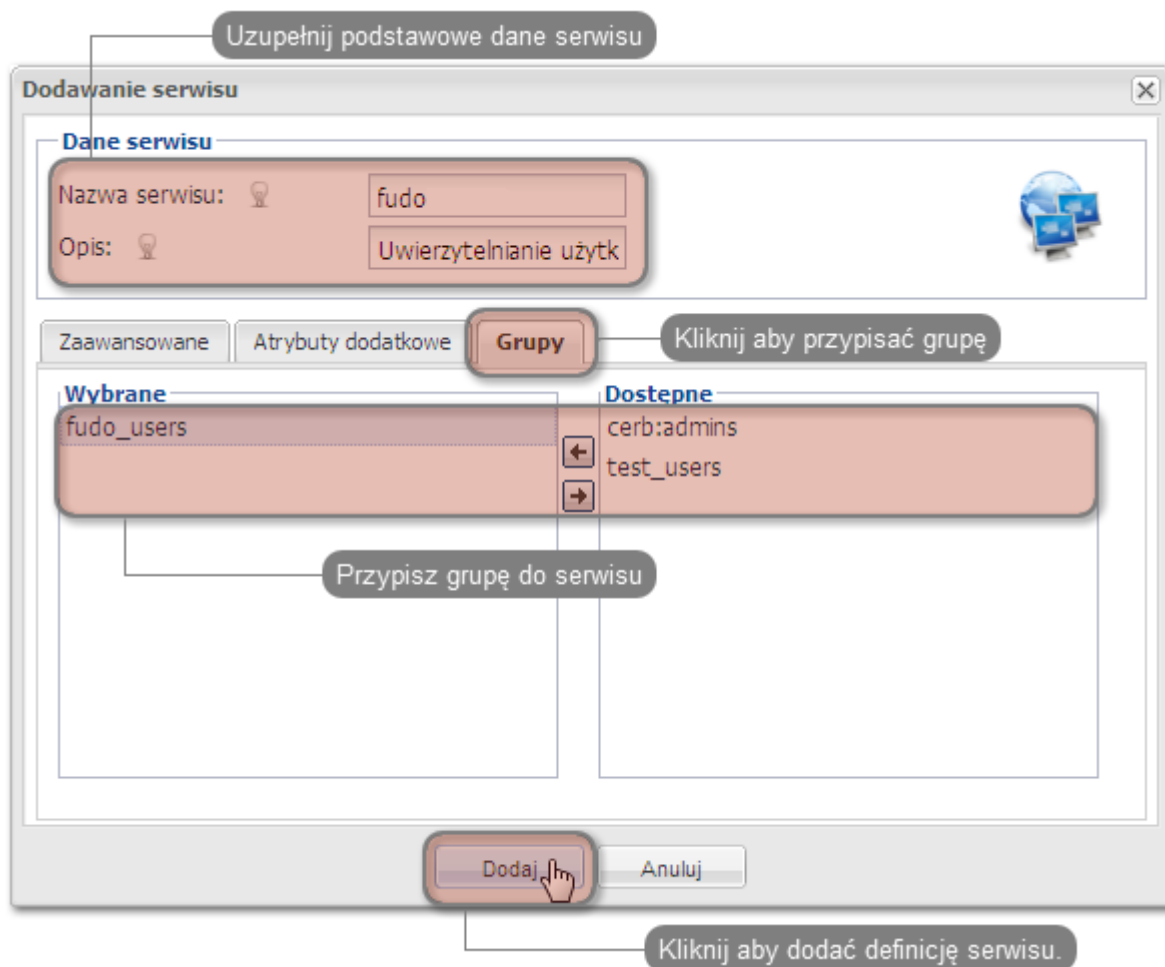 Uzupełnij podstawowe dane serwisu
Dodawanie serwisu
Dane serwisu
Nazwa serwisu: fudo
Opis: Uwierzytelnianie użytk
Zaawansowane Atrybuty dodatkowe Grupy Kliknij aby przypisać grupę
Wybrane Dostępne
fudo_users cerb:admins
test_users
Przypisz grupę do serwisu
Dodaj Anuluj
Kliknij aby dodać definicję serwisu.